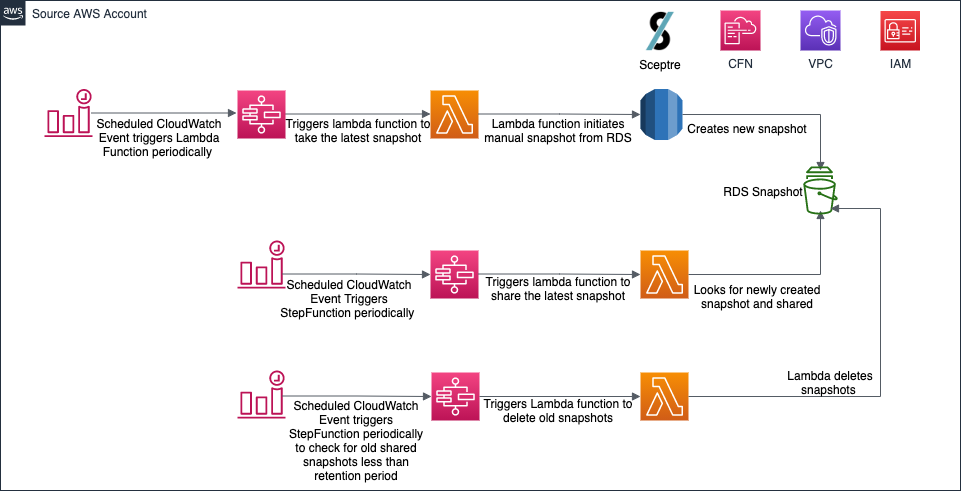 aws
Source AWS Account
Sceptre
CFN
VPC
IAM
Scheduled CloudWatch
Event triggers Lambda
Function periodically
Triggers lambda function to
take the latest snapshot
Lambda function initiates
manual snapshot from RDS
Creates new snapshot
RDS Snapshot
Scheduled CloudWatch
Event Triggers
StepFunction periodically
Triggers lambda function to
share the latest snapshot
Looks for newly created
snapshot and shared
Scheduled CloudWatch
Event triggers
StepFunction periodically
to check for old shared
snapshots less than
retention period
Triggers Lambda function to
delete old snapshots
Lambda deletes
snapshots